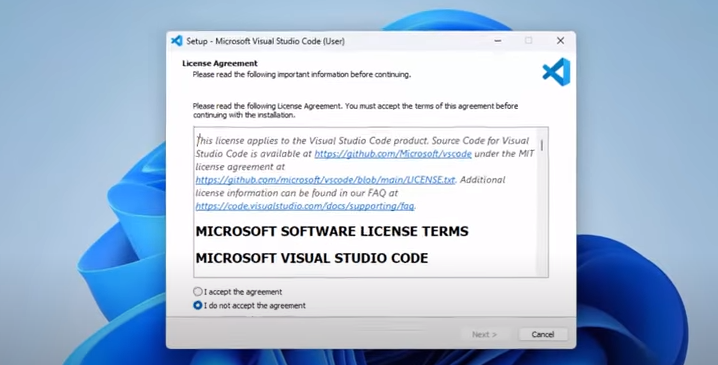 Setup - Microsoft Visual Studio Code (User)
License Agreement
Please read the following important information before continuing.
Please read the following License Agreement. You must accept the terms of this agreement before
continuing with the installation.
This license applies to the Visual Studio Code product. Source Code for Visual
Studio Code is available at https://github.com/Microsoft/vscode under the MIT
license agreement at
https://github.com/microsoft/vscode/blob/main/LICENSE.txt. Additional
license information can be found in our FAQ at
https://code.visualstudio.com/docs/supporting/faq.
MICROSOFT SOFTWARE LICENSE TERMS
MICROSOFT VISUAL STUDIO CODE
I accept the agreement
I do not accept the agreement
Next >
Cancel